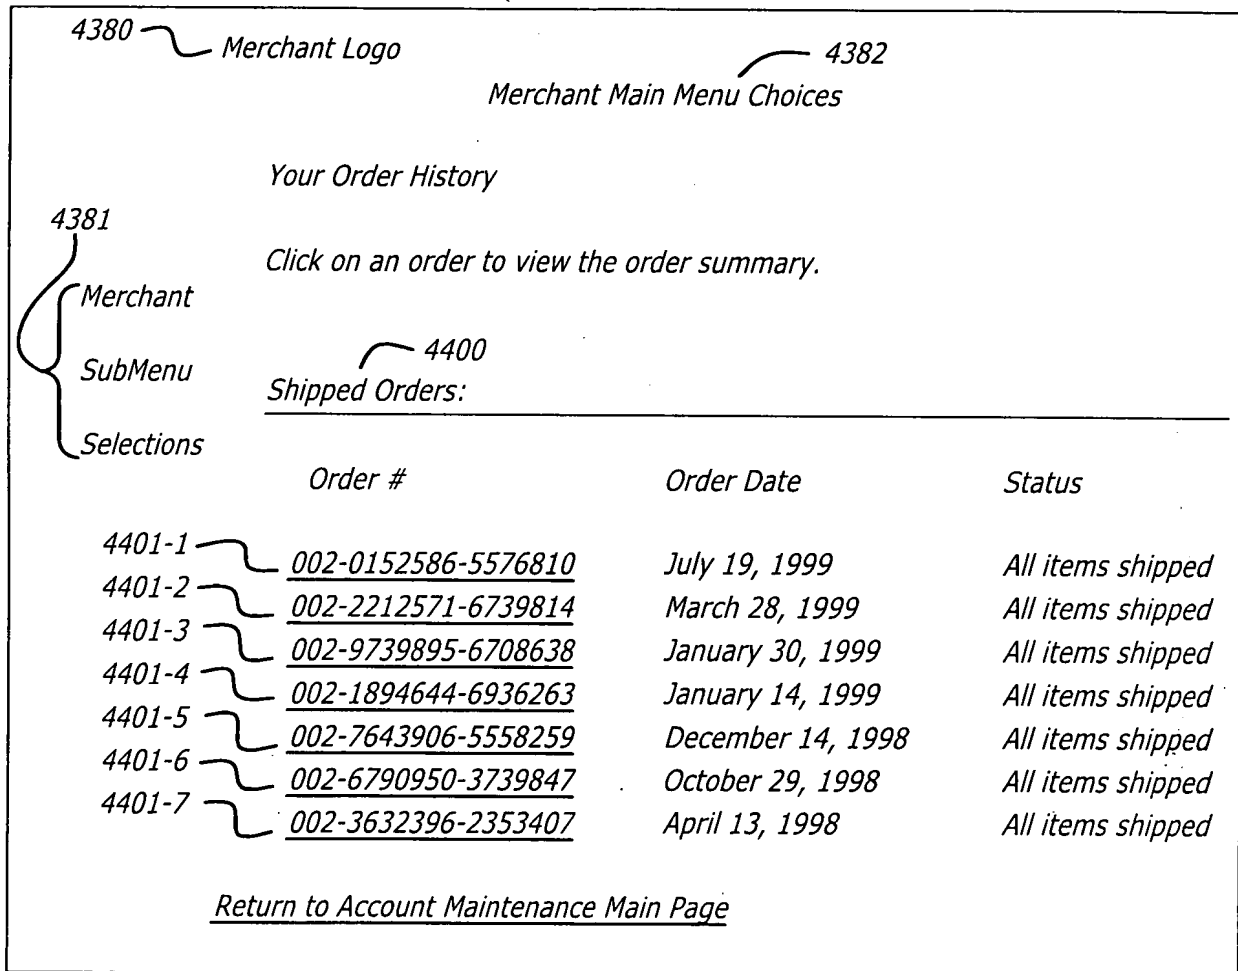 4380 Merchant Logo
4382
Merchant Main Menu Choices
Your Order History
4381
Click on an order to view the order summary.
Merchant
4400
SubMenu
Shipped Orders:
Selections
Order # Order Date Status
4401-1 002-0152586-5576810 July 19, 1999 All items shipped
4401-2 002-2212571-6739814 March 28, 1999 All items shipped
4401-3 002-9739895-6708638 January 30, 1999 All items shipped
4401-4 002-1894644-6936263 January 14, 1999 All items shipped
4401-5 002-7643906-5558259 December 14, 1998 All items shipped
4401-6 002-6790950-3739847 October 29, 1998 All items shipped
4401-7 002-3632396-2353407 April 13, 1998 All items shipped
Return to Account Maintenance Main Page